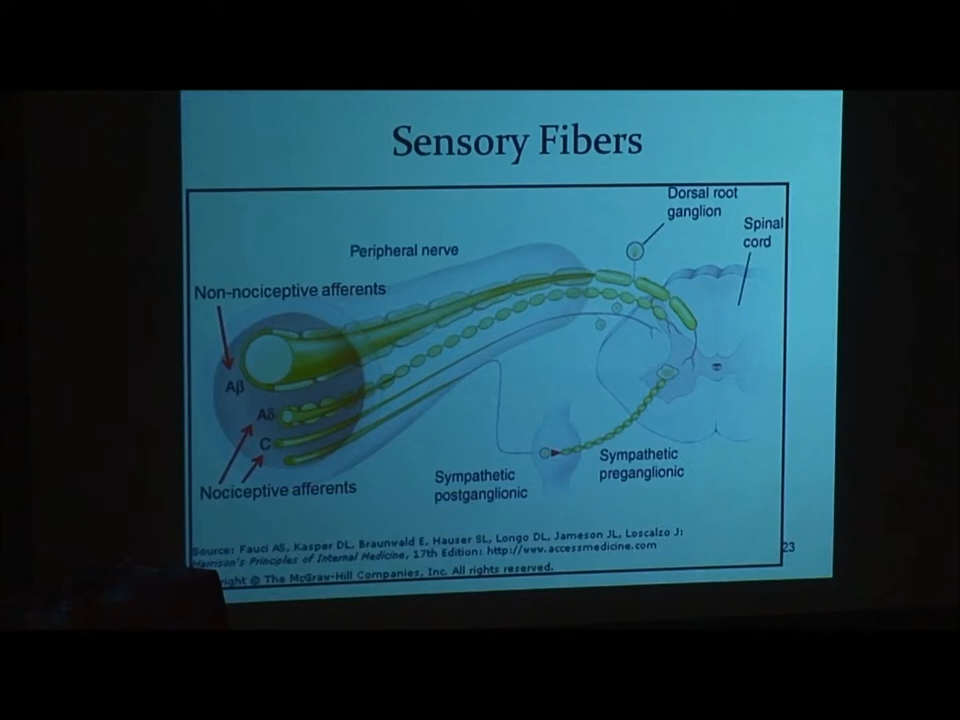 Sensory Fibers
Dorsal root
ganglion
Spinal
cord
Peripheral nerve
Non-nociceptive afferents
Aβ
Aδ
C
Nociceptive afferents
Sympathetic
postganglionic
Sympathetic
preganglionic
Source: Fauci AS, Kasper DL, Braunwald E, Hauser SL, Longo DL, Jameson JL, Loscalzo J:
Harrison's Principles of Internal Medicine, 17th Edition: http://www.accessmedicine.com
© The McGraw-Hill Companies, Inc. All rights reserved.
23